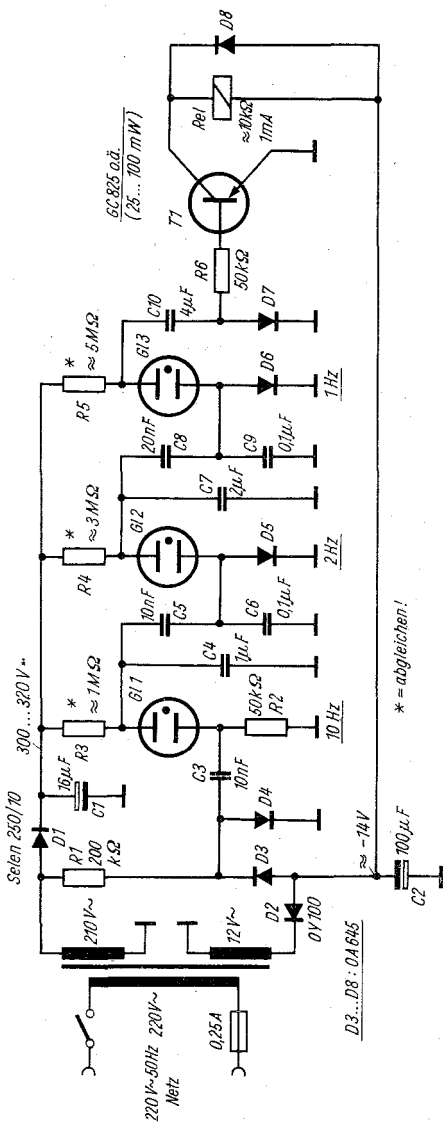 220V~50Hz 220V~
Netz
0,25A
210V~
12V~
Selen 250/10
D1
R1
200
kΩ
16µF
C1
D2
0Y100
D3
D4
≈ -14V
100µF
C2
D3...D8: 0A645
300...320V=
*
≈ 1MΩ
R3
Gl1
C3
10nF
50kΩ
R2
10Hz
C4
1µF
10nF
C5
C6
0,1µF
*
≈ 3MΩ
R4
Gl2
D5
2Hz
C7
2µF
20nF
C8
C9
0,1µF
*
≈ 5MΩ
R5
Gl3
D6
1Hz
C10
4µF
D7
R6
50kΩ
T1
GC 825 o.ä.
(25...100 mW)
Rel
≈10kΩ
1mA
D8
* = abgleichen!